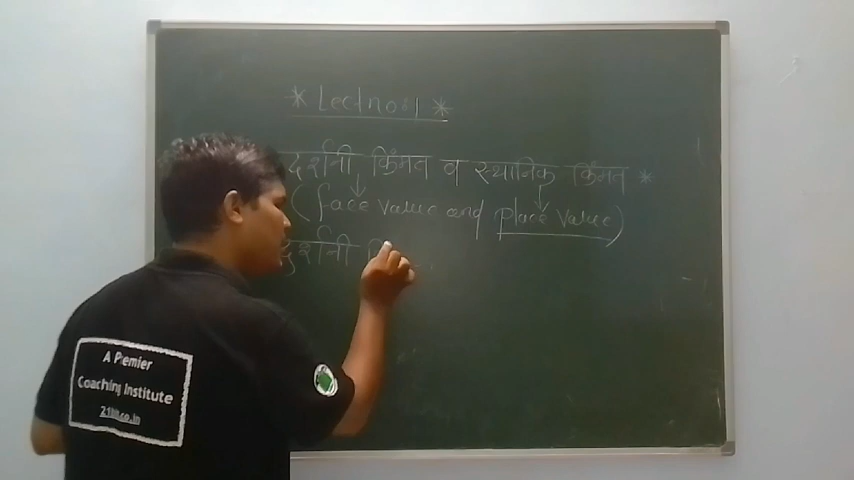 * Lect no 1 *
दर्शनी किंमत व स्थानिक किंमत *
(face value and place value)
दर्शनी कि
A Premier
Coaching Institute